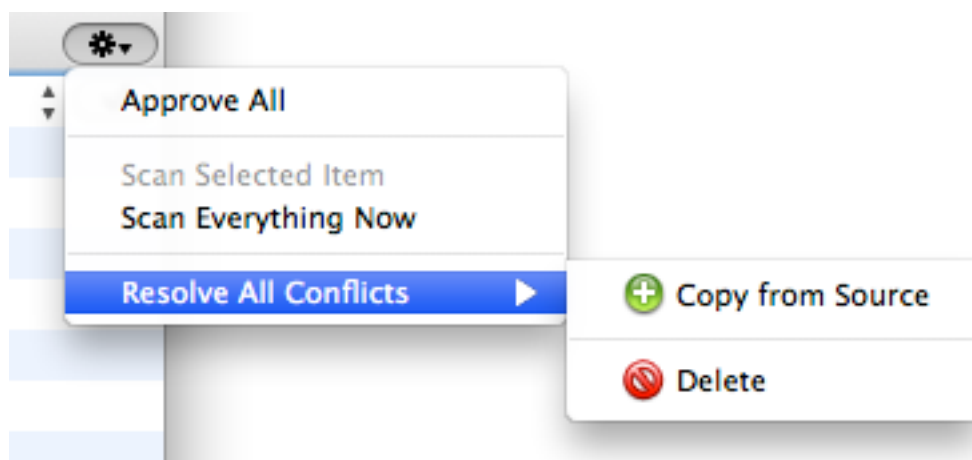 Approve All
Scan Selected Item
Scan Everything Now
Resolve All Conflicts
Copy from Source
Delete